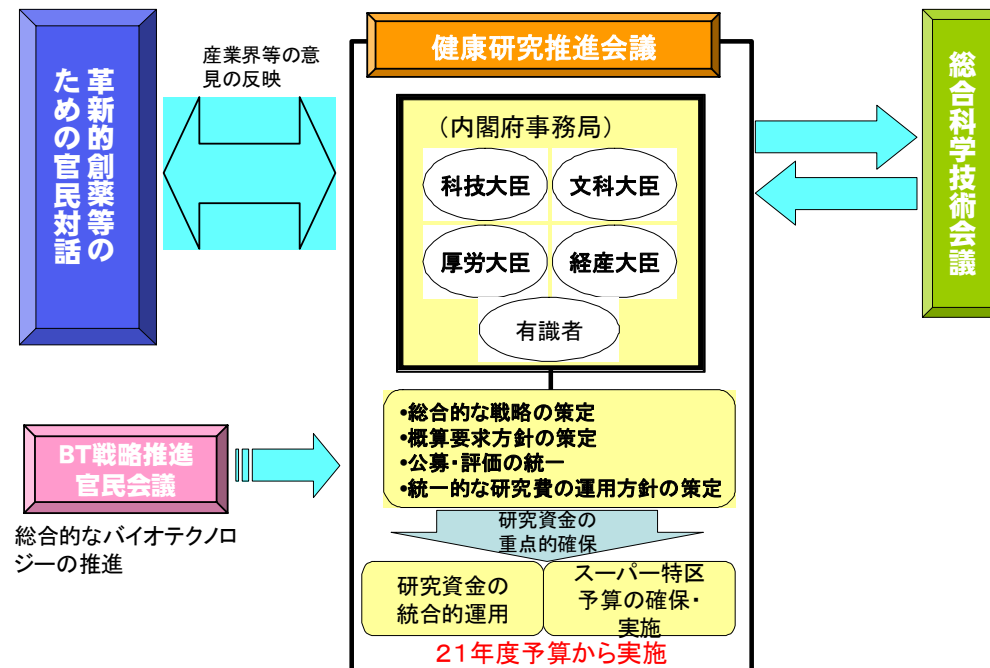 革新的創薬等の
ための官民対話
産業界等の意
見の反映
健康研究推進会議
(内閣府事務局)
科技大臣
文科大臣
厚労大臣
経産大臣
有識者
総合科学技術会議
•総合的な戦略の策定
•概算要求方針の策定
•公募・評価の統一
•統一的な研究費の運用方針の策定
BT戦略推進
官民会議
総合的なバイオテクノロ
ジーの推進
研究資金の
重点的確保
研究資金の
統合的運用
スーパー特区
予算の確保・
実施
21年度予算から実施